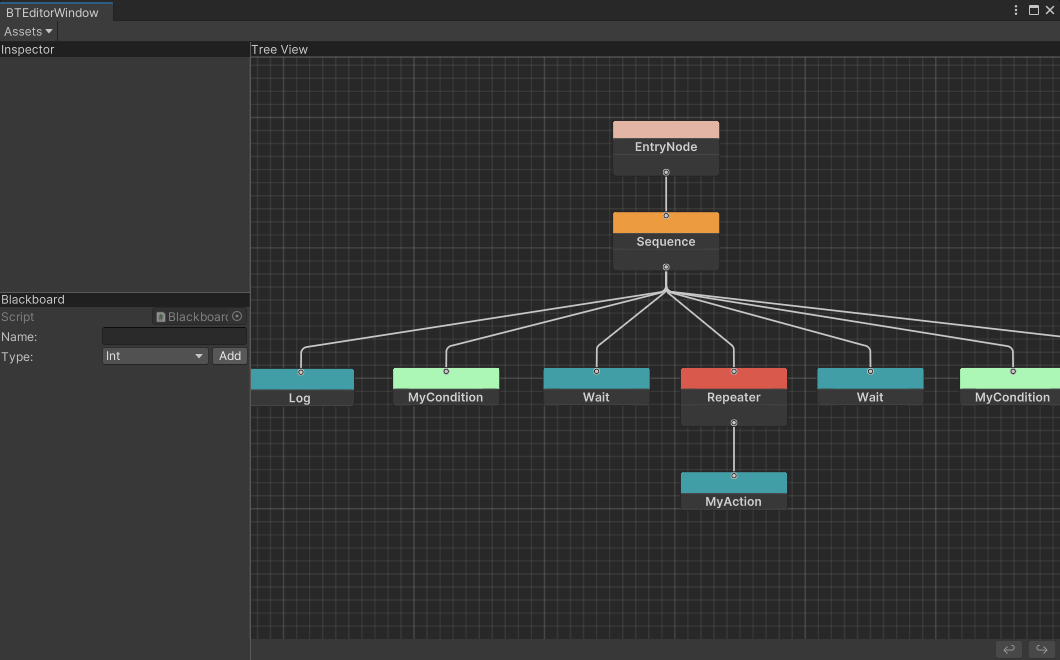 BTEditorWindow
Assets
Inspector
Tree View
EntryNode
Sequence
Blackboard
Script
Blackboar
Name:
Type:
Int
Add
Log
MyCondition
Wait
Repeater
Wait
MyCondition
MyAction